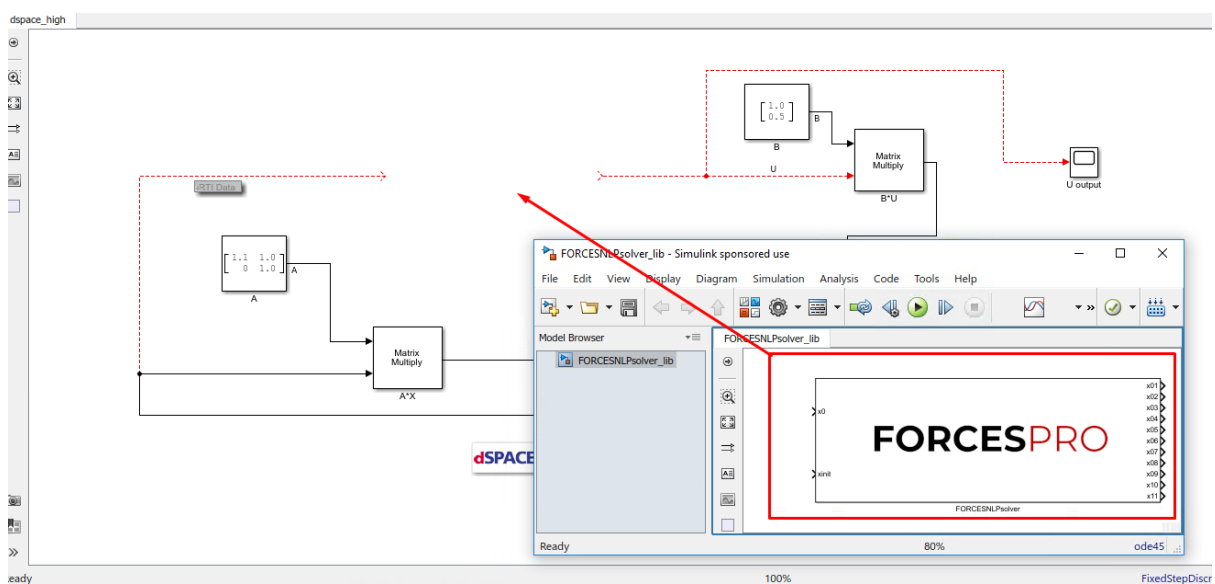 dspace_high
1.0
0.5
B
B
Matrix
Multiply
B*U
U
U output
RTI Data
1.1 1.0
0 1.0
A
A
Matrix
Multiply
A*X
dSPACE
FORCESNLPsolver_lib - Simulink sponsored use
File Edit View Display Diagram Simulation Analysis Code Tools Help
Model Browser
FORCESNLPsolver_lib
FORCESNLPsolver_lib
x0
xinit
FORCESPRO
x01
x02
x03
x04
x05
x06
x07
x08
x09
x10
x11
FORCESNLPsolver
Ready 80% ode45
eady 100% FixedStepDiscr